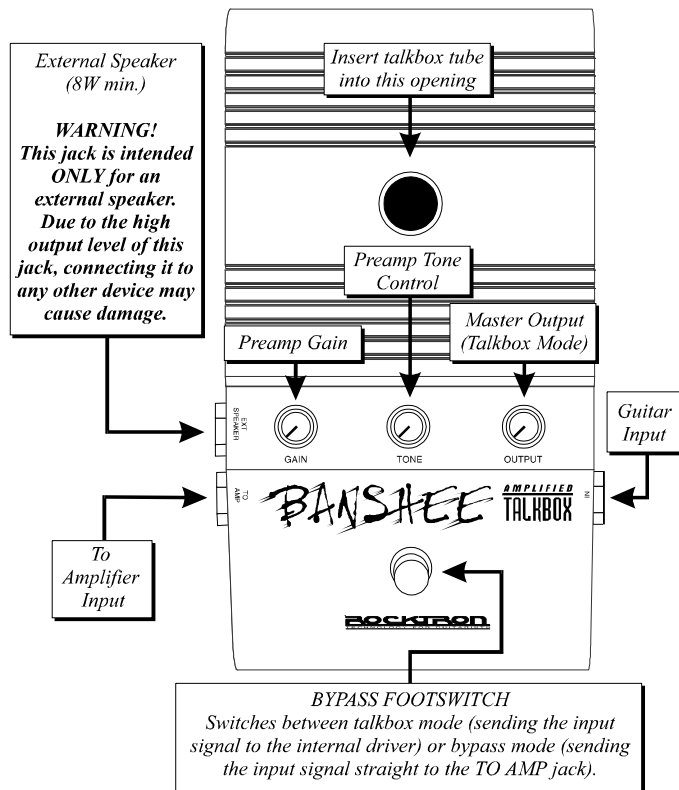 External Speaker
(8W min.)
WARNING!
This jack is intended
ONLY for an
external speaker.
Due to the high
output level of this
jack, connecting it to
any other device may
cause damage.
Insert talkbox tube
into this opening
Preamp Tone
Control
Preamp Gain
Master Output
(Talkbox Mode)
Guitar
Input
EXT
SPEAKER
GAIN
TONE
OUTPUT
TO
AMP
BANSHEE
AMPLIFIED
TALKBOX
IN
To
Amplifier
Input
ROCKTRON
BYPASS FOOTSWITCH
Switches between talkbox mode (sending the input
signal to the internal driver) or bypass mode (sending
the input signal straight to the TO AMP jack).